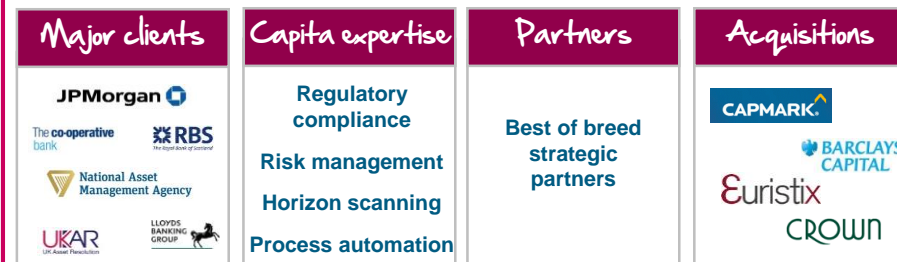 Major clients
JPMorgan
The co-operative
bank
RBS
The Royal Bank of Scotland
National Asset
Management Agency
UKAR
UK Asset Resolution
LLOYDS
BANKING
GROUP
Capita expertise
Regulatory
compliance
Risk management
Horizon scanning
Process automation
Partners
Best of breed
strategic
partners
Acquisitions
CAPMARK.
BARCLAYS
CAPITAL
Euristix
CROWN